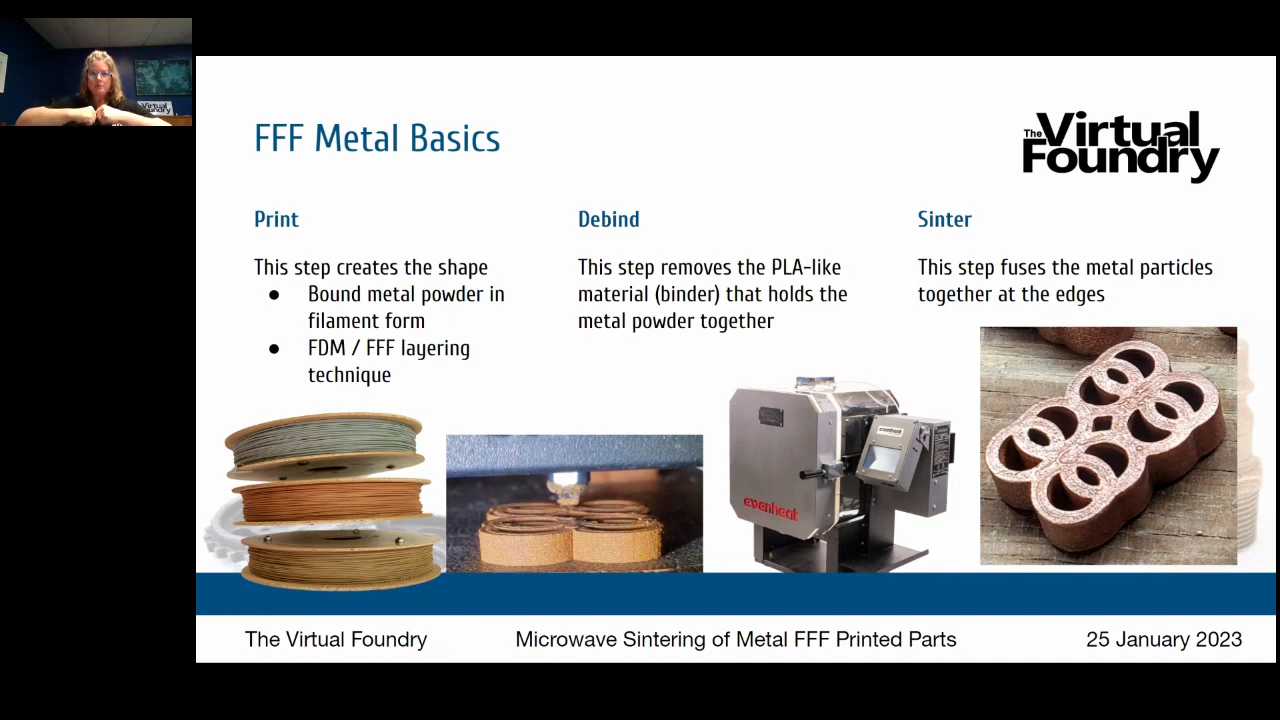 Virtual
Foundry
FFF Metal Basics
The Virtual
Foundry
Print
This step creates the shape
● Bound metal powder in
filament form
● FDM / FFF layering
technique
Debind
This step removes the PLA-like
material (binder) that holds the
metal powder together
Sinter
This step fuses the metal particles
together at the edges
evenheat
evenheat
The Virtual Foundry
Microwave Sintering of Metal FFF Printed Parts
25 January 2023